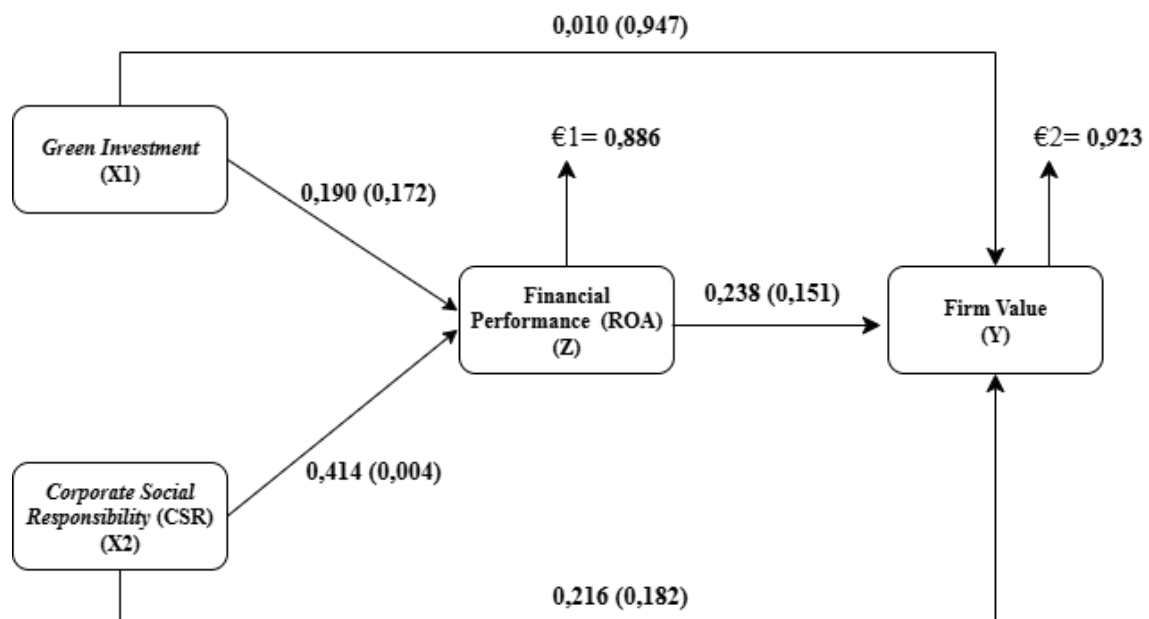 0,010 (0,947)
Green Investment
(X1)
€1= 0,886
€2= 0,923
0,190 (0,172)
Financial
Performance (ROA)
(Z)
0,238 (0,151)
Firm Value
(Y)
0,414 (0,004)
Corporate Social
Responsibility (CSR)
(X2)
0,216 (0,182)